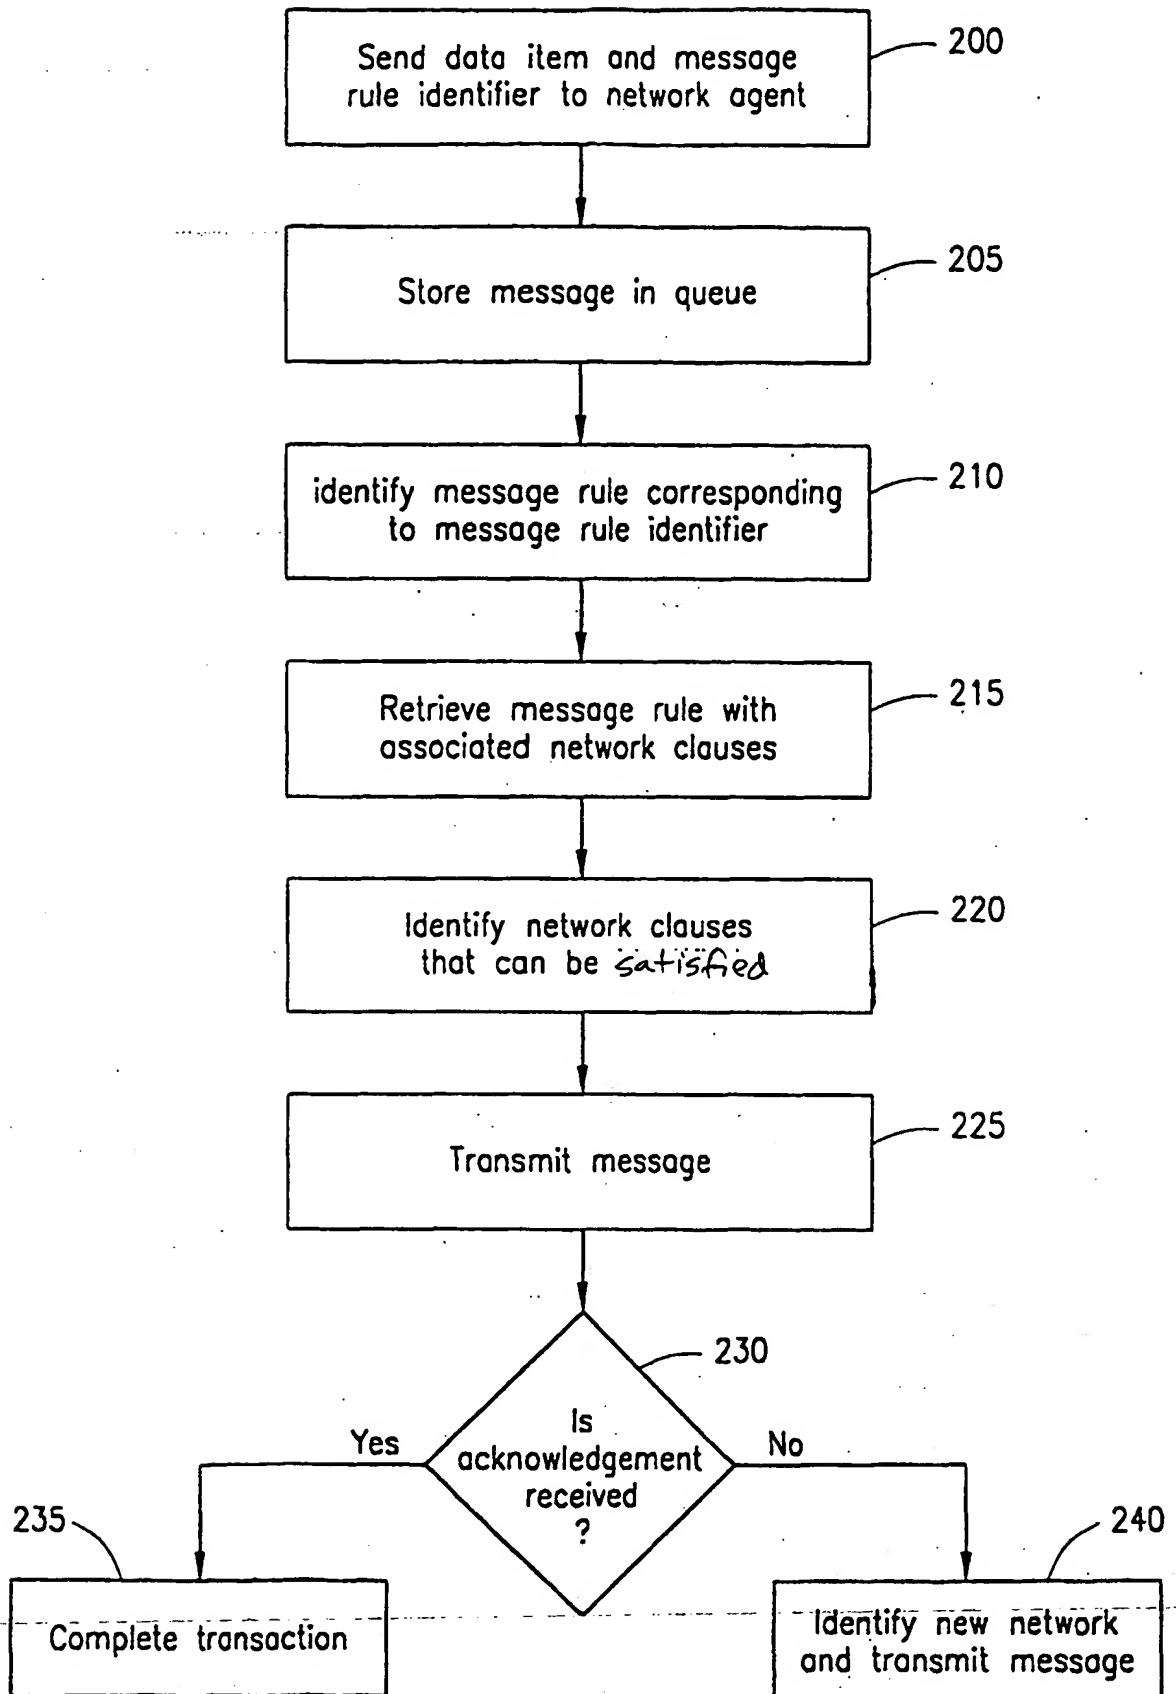 Send data item and message
rule identifier to network agent
200
Store message in queue
205
identify message rule corresponding
to message rule identifier
210
Retrieve message rule with
associated network clauses
215
Identify network clauses
that can be satisfied
220
Transmit message
225
230
Is
acknowledgement
received
?
Yes
No
235
Complete transaction
240
Identify new network
and transmit message